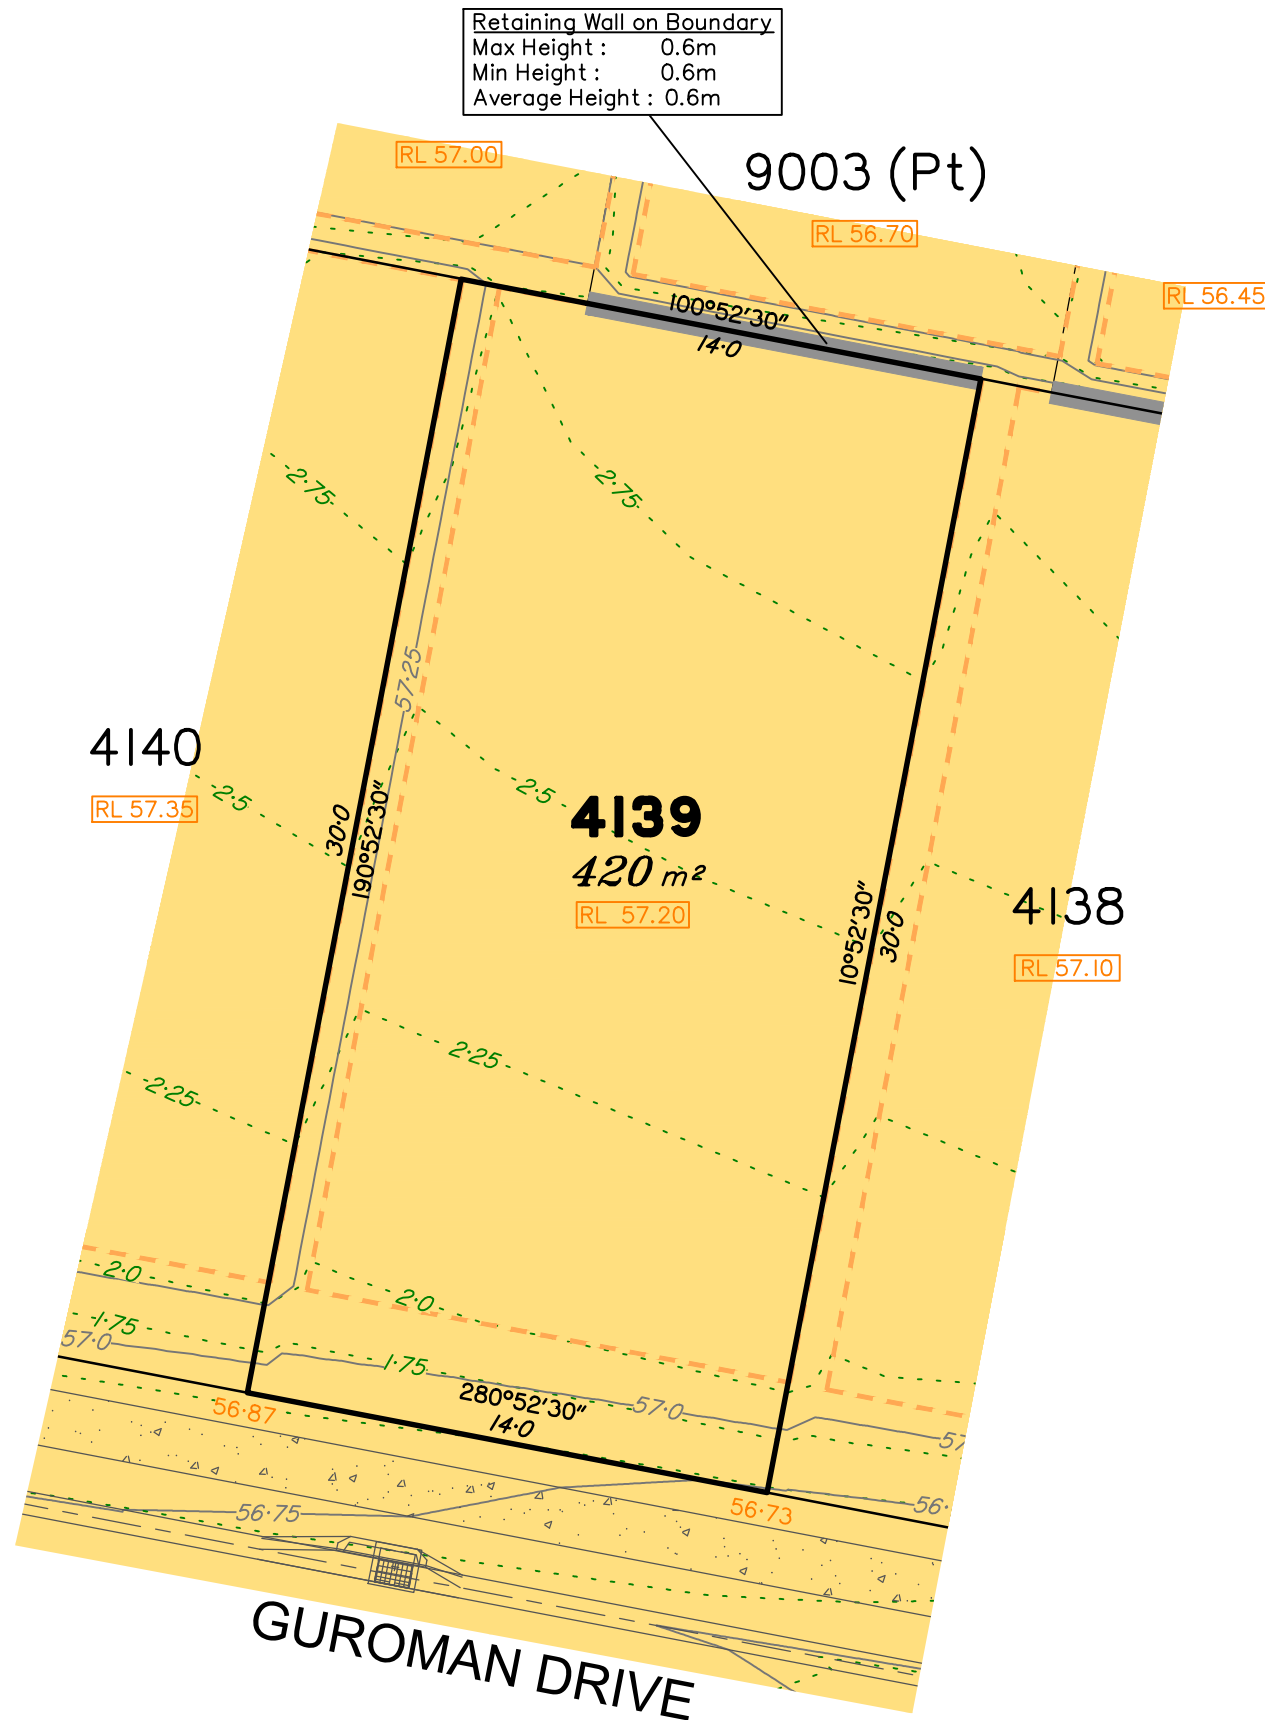 Retaining Wall on Boundary
Max Height : 0.6m
Min Height : 0.6m
Average Height : 0.6m
RL 57.00
9003 (Pt)
RL 56.70
RL 56.45
100°52'30"
14·0
2·75
2·75
57·25
4140
RL 57.35
2·5
2·5
30·0
190°52'30"
4139
420 m²
RL 57.20
4138
RL 57.10
10°52'30"
30·0
2·25
2·25
2·0
2·0
1·75
1·75
57·0
57·0
57
280°52'30"
14·0
56·87
56·73
56·75
56·
GUROMAN DRIVE